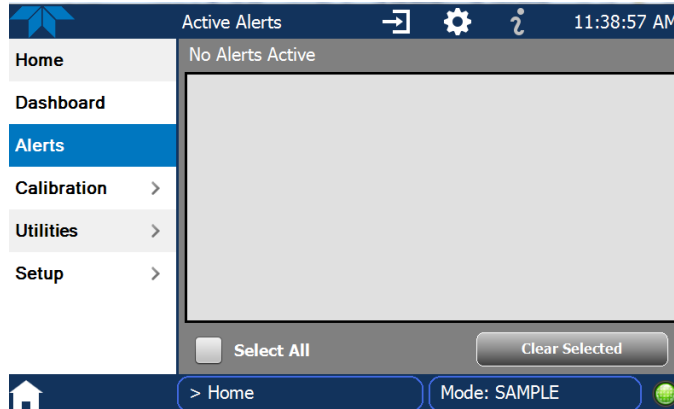 Active Alerts
11:38:57 AM
Home
No Alerts Active
Dashboard
Alerts
Calibration >
Utilities >
Setup >
Select All
Clear Selected
> Home
Mode: SAMPLE